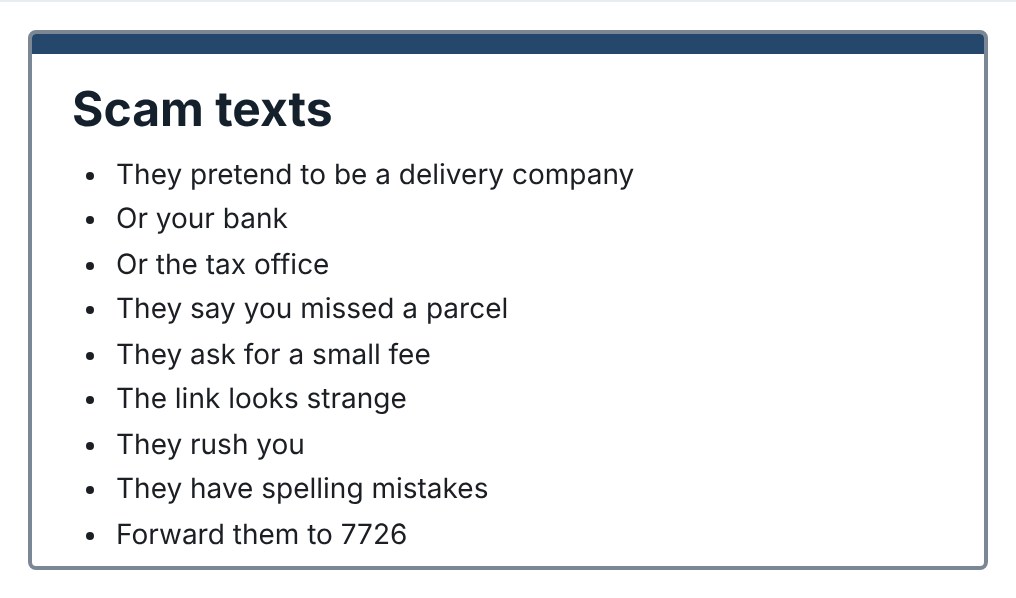 Scam texts
They pretend to be a delivery company
Or your bank
Or the tax office
They say you missed a parcel
They ask for a small fee
The link looks strange
They rush you
They have spelling mistakes
Forward them to 7726